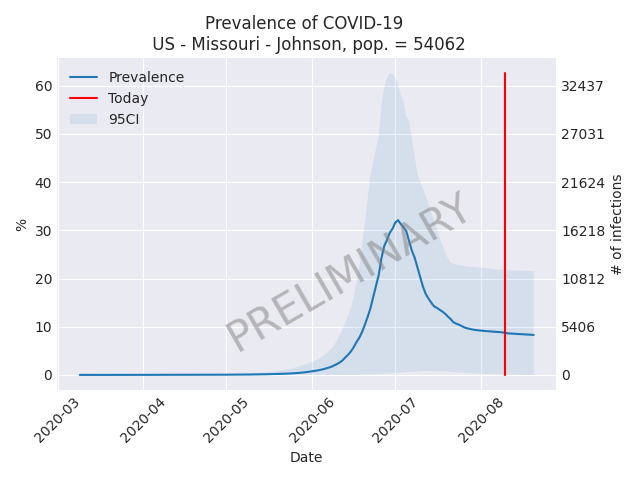 Prevalence of COVID-19
US - Missouri - Johnson, pop. = 54062
Prevalence
Today
95CI
60
50
40
30
20
10
0
%
32437
27031
21624
16218
10812
5406
0
# of infections
PRELIMINARY
2020-03
2020-04
2020-05
2020-06
2020-07
2020-08
Date